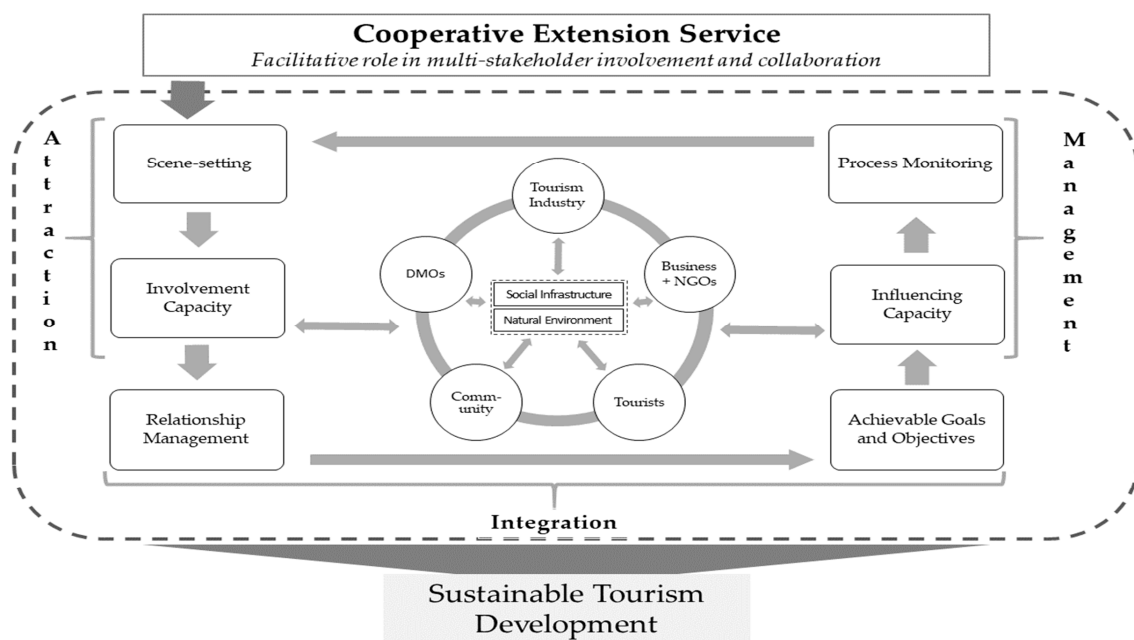 Cooperative Extension Service
Facilitative role in multi-stakeholder involvement and collaboration
Attraction
Scene-setting
Involvement
Capacity
Relationship
Management
Tourism
Industry
DMOs
Business
+ NGOs
Social Infrastructure
Natural Environment
Comm-
unity
Tourists
Process Monitoring
Influencing
Capacity
Achievable Goals
and Objectives
Management
Integration
Sustainable Tourism
Development